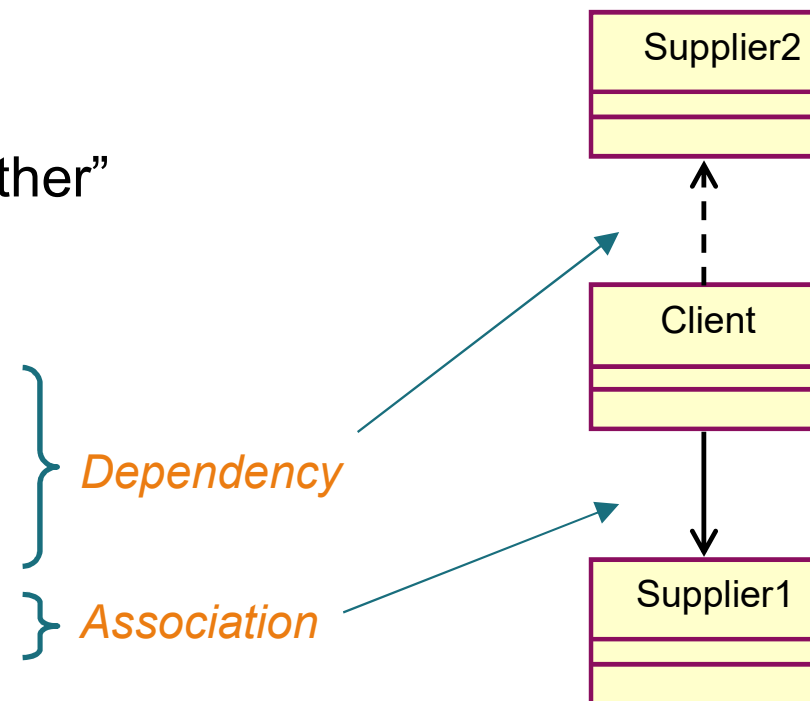 Supplier2
ther”
Client
Dependency
Supplier1
Association